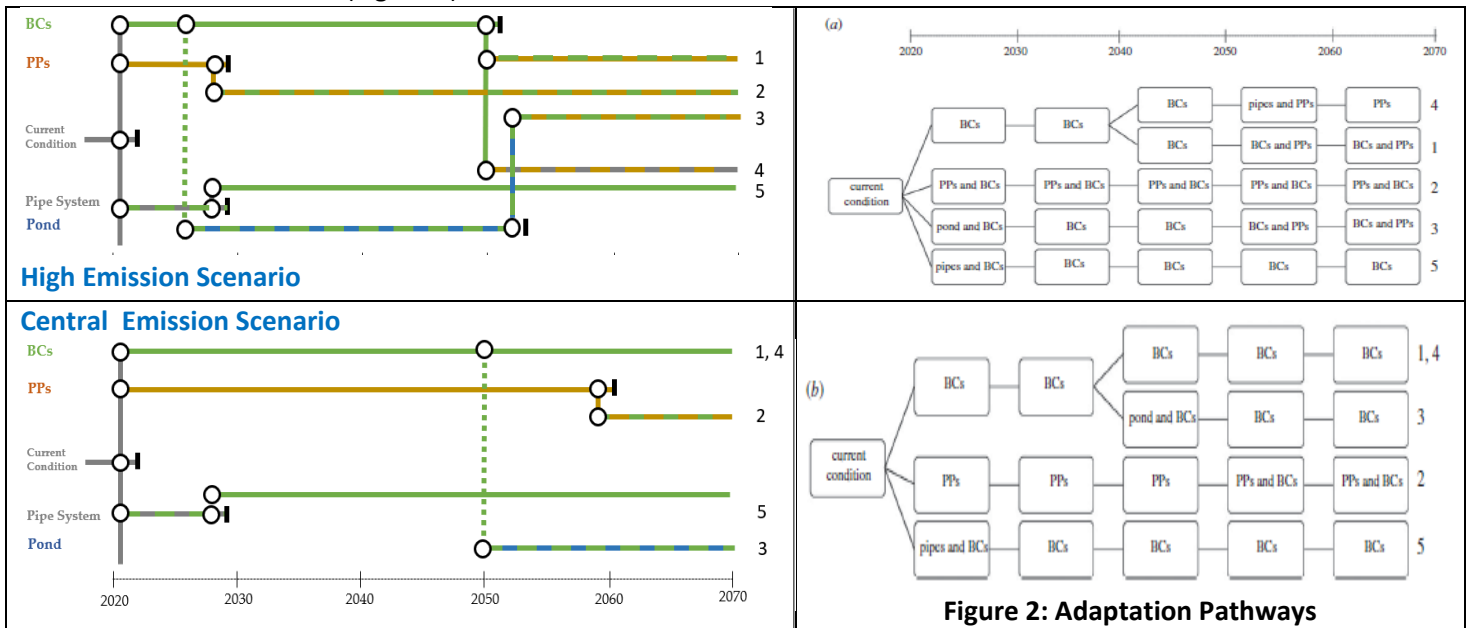 BCs
PPs
Current
Condition
Pipe System
Pond
1
2
3
4
5
2020 2030 2040 2050 2060 2070
High Emission Scenario
(a)
2020 2030 2040 2050 2060 2070
BCs pipes and PPs PPs 4
BCs BCs
BCs BCs and PPs BCs and PPs 1
current
condition
PPs and BCs PPs and BCs PPs and BCs PPs and BCs PPs and BCs 2
pond and BCs BCs BCs BCs and PPs BCs and PPs 3
pipes and BCs BCs BCs BCs BCs 5
Central Emission Scenario
BCs
1, 4
PPs
2
Current
Condition
Pipe System
5
Pond
3
2020 2030 2040 2050 2060 2070
(b)
BCs BCs BCs 1, 4
BCs BCs
pond and BCs BCs BCs 3
current
condition
PPs PPs PPs PPs and BCs PPs and BCs 2
pipes and BCs BCs BCs BCs BCs 5
Figure 2: Adaptation Pathways